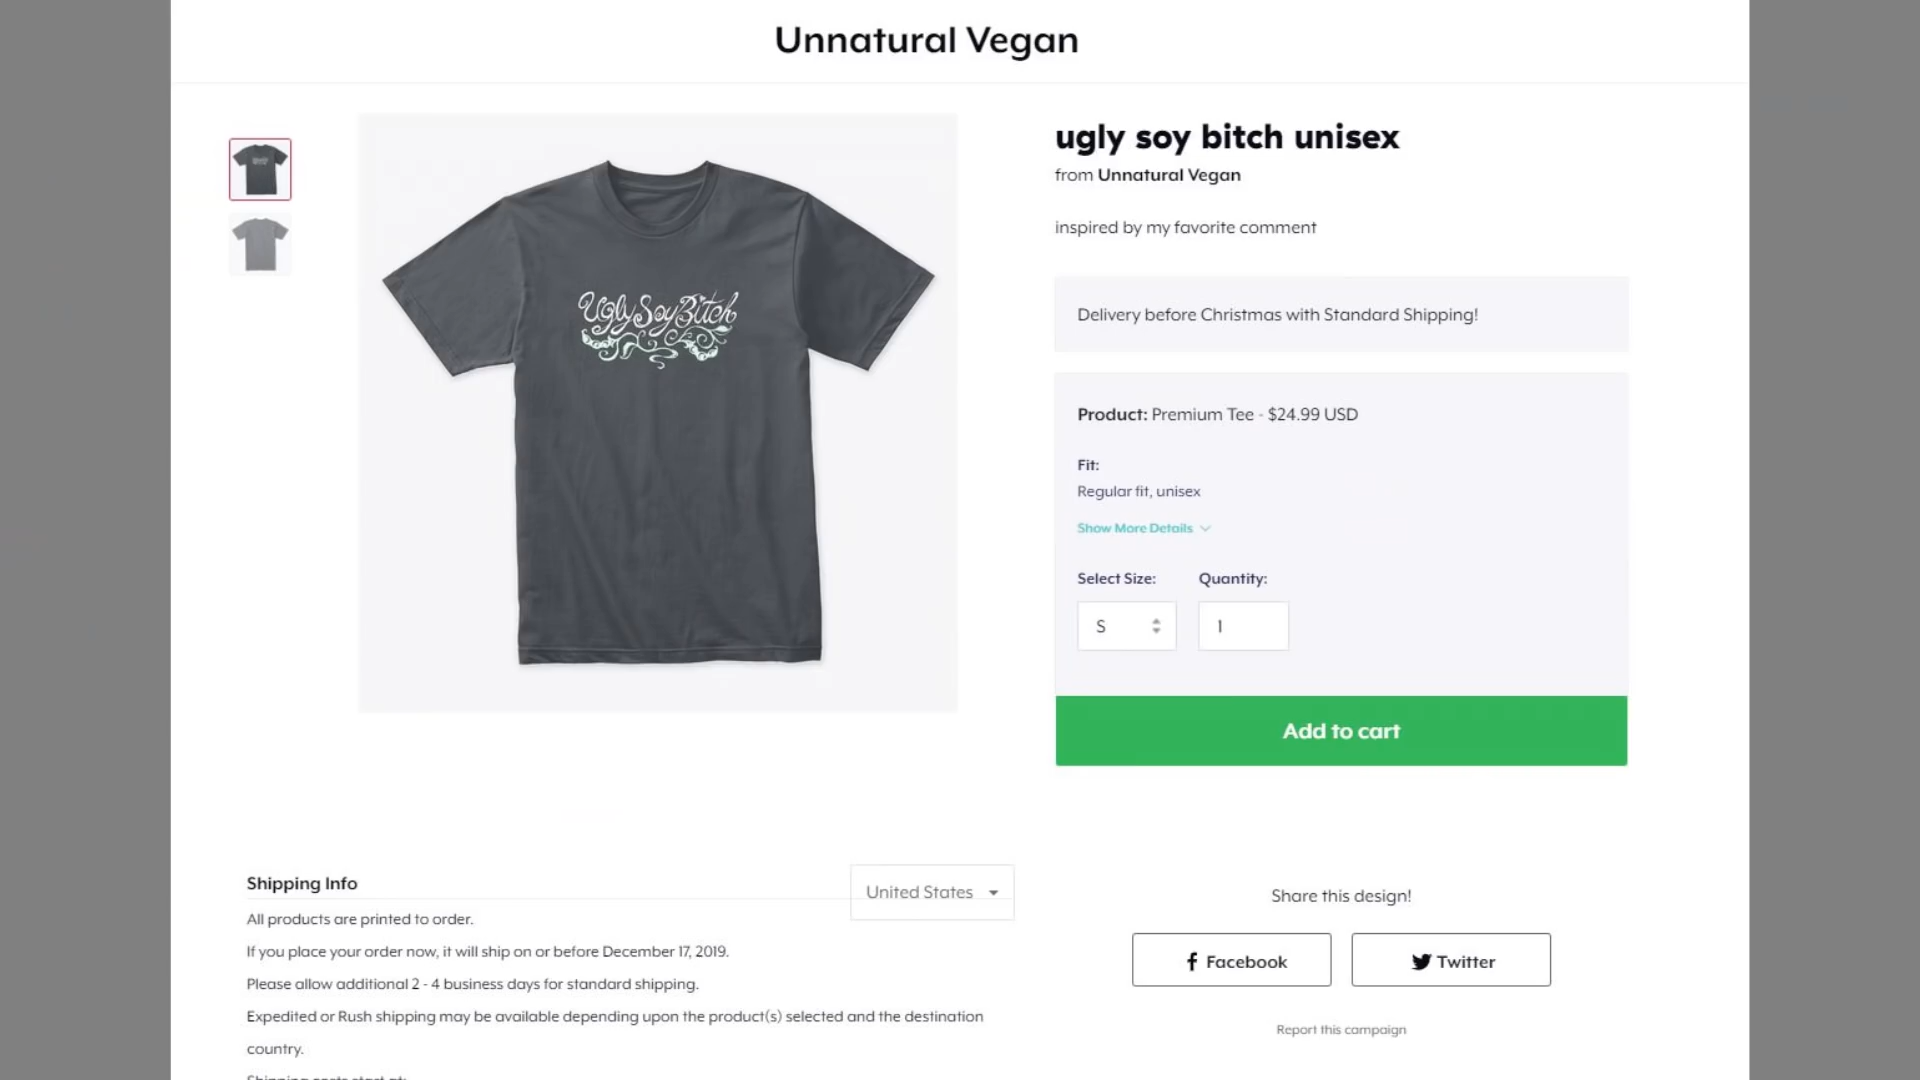 Unnatural Vegan
ugly soy bitch unisex
from Unnatural Vegan
inspired by my favorite comment
Ugly Soy Bitch
Delivery before Christmas with Standard Shipping!
Product: Premium Tee - $24.99 USD
Fit:
Regular fit, unisex
Show More Details
Select Size: Quantity:
S 1
Add to cart
Shipping Info
United States
All products are printed to order.
If you place your order now, it will ship on or before December 17, 2019.
Please allow additional 2 - 4 business days for standard shipping.
Expedited or Rush shipping may be available depending upon the product(s) selected and the destination
country.
Shipping costs start at:
Share this design!
Facebook Twitter
Report this campaign